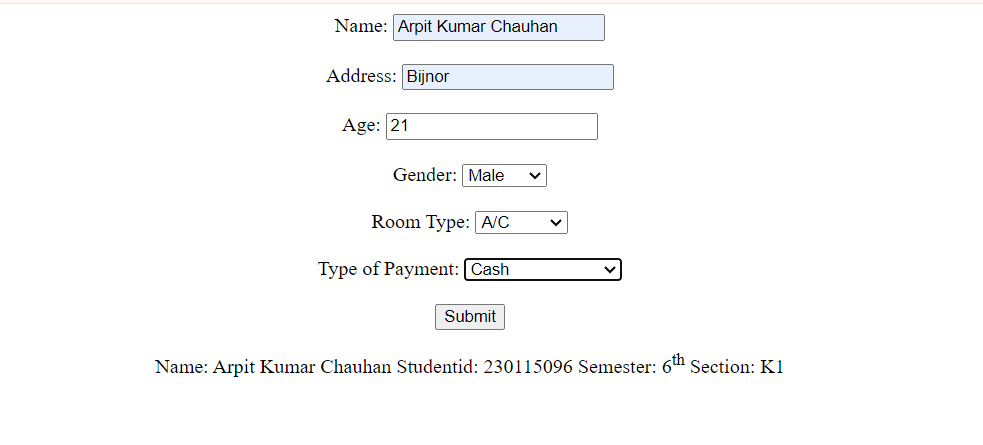 Name: Arpit Kumar Chauhan
Address: Bijnor
Age: 21
Gender: Male
Room Type: A/C
Type of Payment: Cash
Submit
Name: Arpit Kumar Chauhan Studentid: 230115096 Semester: 6th Section: K1